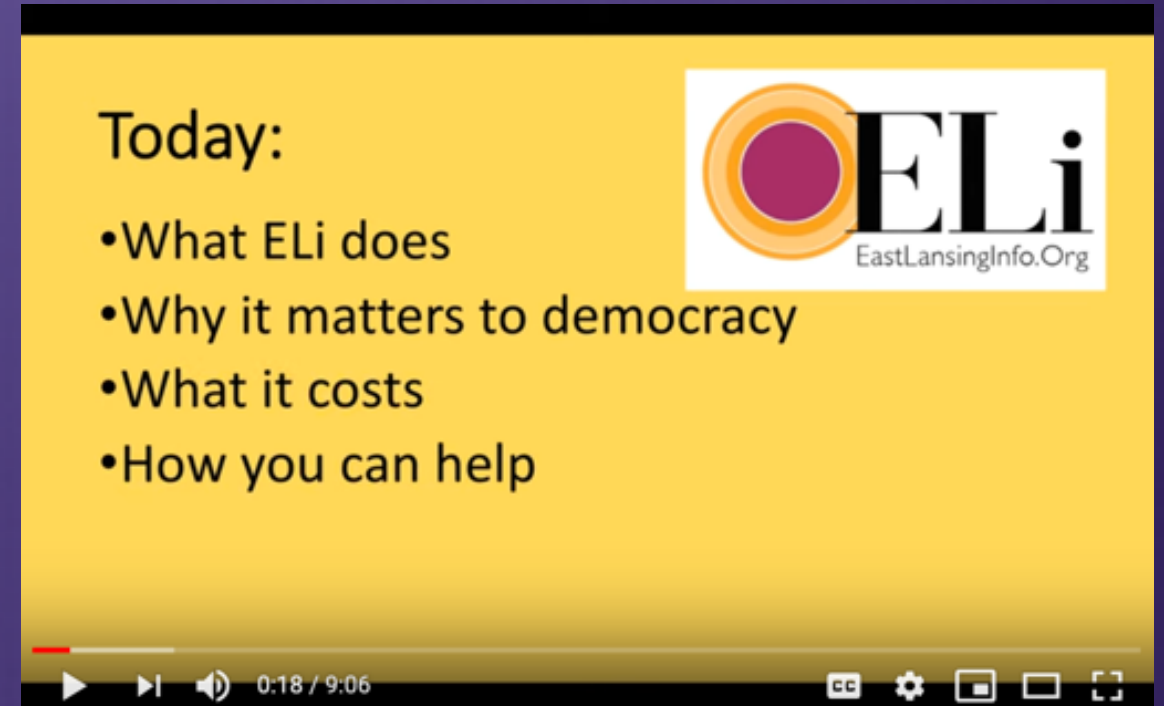 Today:
•What ELi does
•Why it matters to democracy
•What it costs
•How you can help
ELi
EastLansingInfo.Org
0:18 / 9:06
CC